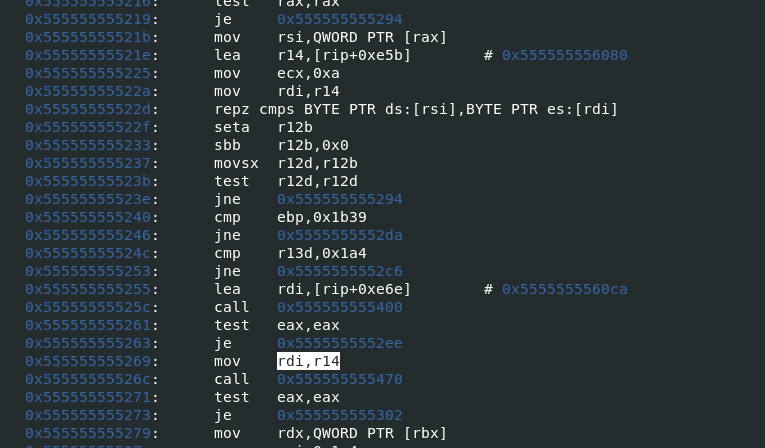 0x555555555216: test rax,rax
0x555555555219: je 0x555555555294
0x55555555521b: mov rsi,QWORD PTR [rax]
0x55555555521e: lea r14,[rip+0xe5b] # 0x555555556080
0x555555555225: mov ecx,0xa
0x55555555522a: mov rdi,r14
0x55555555522d: repz cmps BYTE PTR ds:[rsi],BYTE PTR es:[rdi]
0x55555555522f: seta r12b
0x555555555233: sbb r12b,0x0
0x555555555237: movsx r12d,r12b
0x55555555523b: test r12d,r12d
0x55555555523e: jne 0x555555555294
0x555555555240: cmp ebp,0x1b39
0x555555555246: jne 0x5555555552da
0x55555555524c: cmp r13d,0x1a4
0x555555555253: jne 0x5555555552c6
0x555555555255: lea rdi,[rip+0xe6e] # 0x5555555560ca
0x55555555525c: call 0x555555555400
0x555555555261: test eax,eax
0x555555555263: je 0x5555555552ee
0x555555555269: mov rdi,r14
0x55555555526c: call 0x555555555470
0x555555555271: test eax,eax
0x555555555273: je 0x555555555302
0x555555555279: mov rdx,QWORD PTR [rbx]